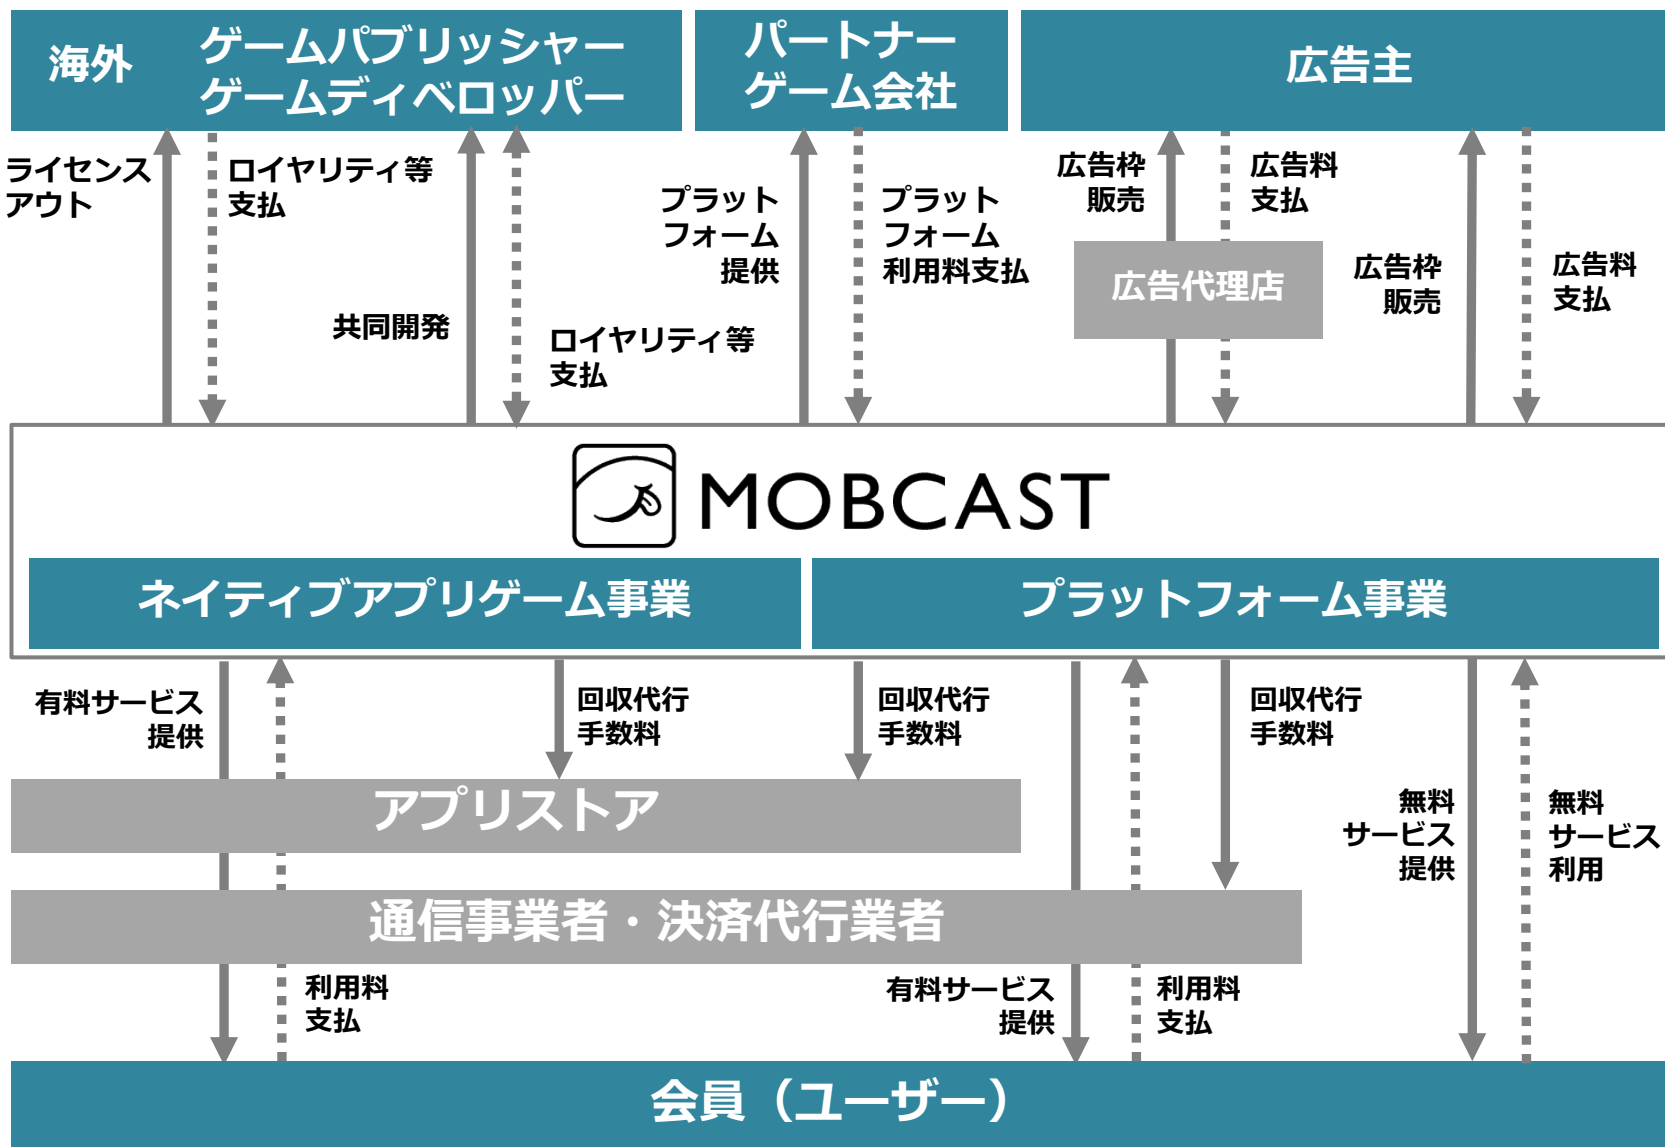 海外
ゲームパブリッシャー
ゲームディベロッパー
パートナー
ゲーム会社
広告主
ライセンス
アウト
ロイヤリティ等
支払
共同開発
ロイヤリティ等
支払
プラット
フォーム
提供
プラット
フォーム
利用料支払
広告枠
販売
広告料
支払
広告代理店
広告枠
販売
広告料
支払
MOBCAST
ネイティブアプリゲーム事業
プラットフォーム事業
有料サービス
提供
回収代行
手数料
回収代行
手数料
回収代行
手数料
アプリストア
無料
サービス
提供
無料
サービス
利用
通信事業者・決済代行業者
利用料
支払
有料サービス
提供
利用料
支払
会員（ユーザー）